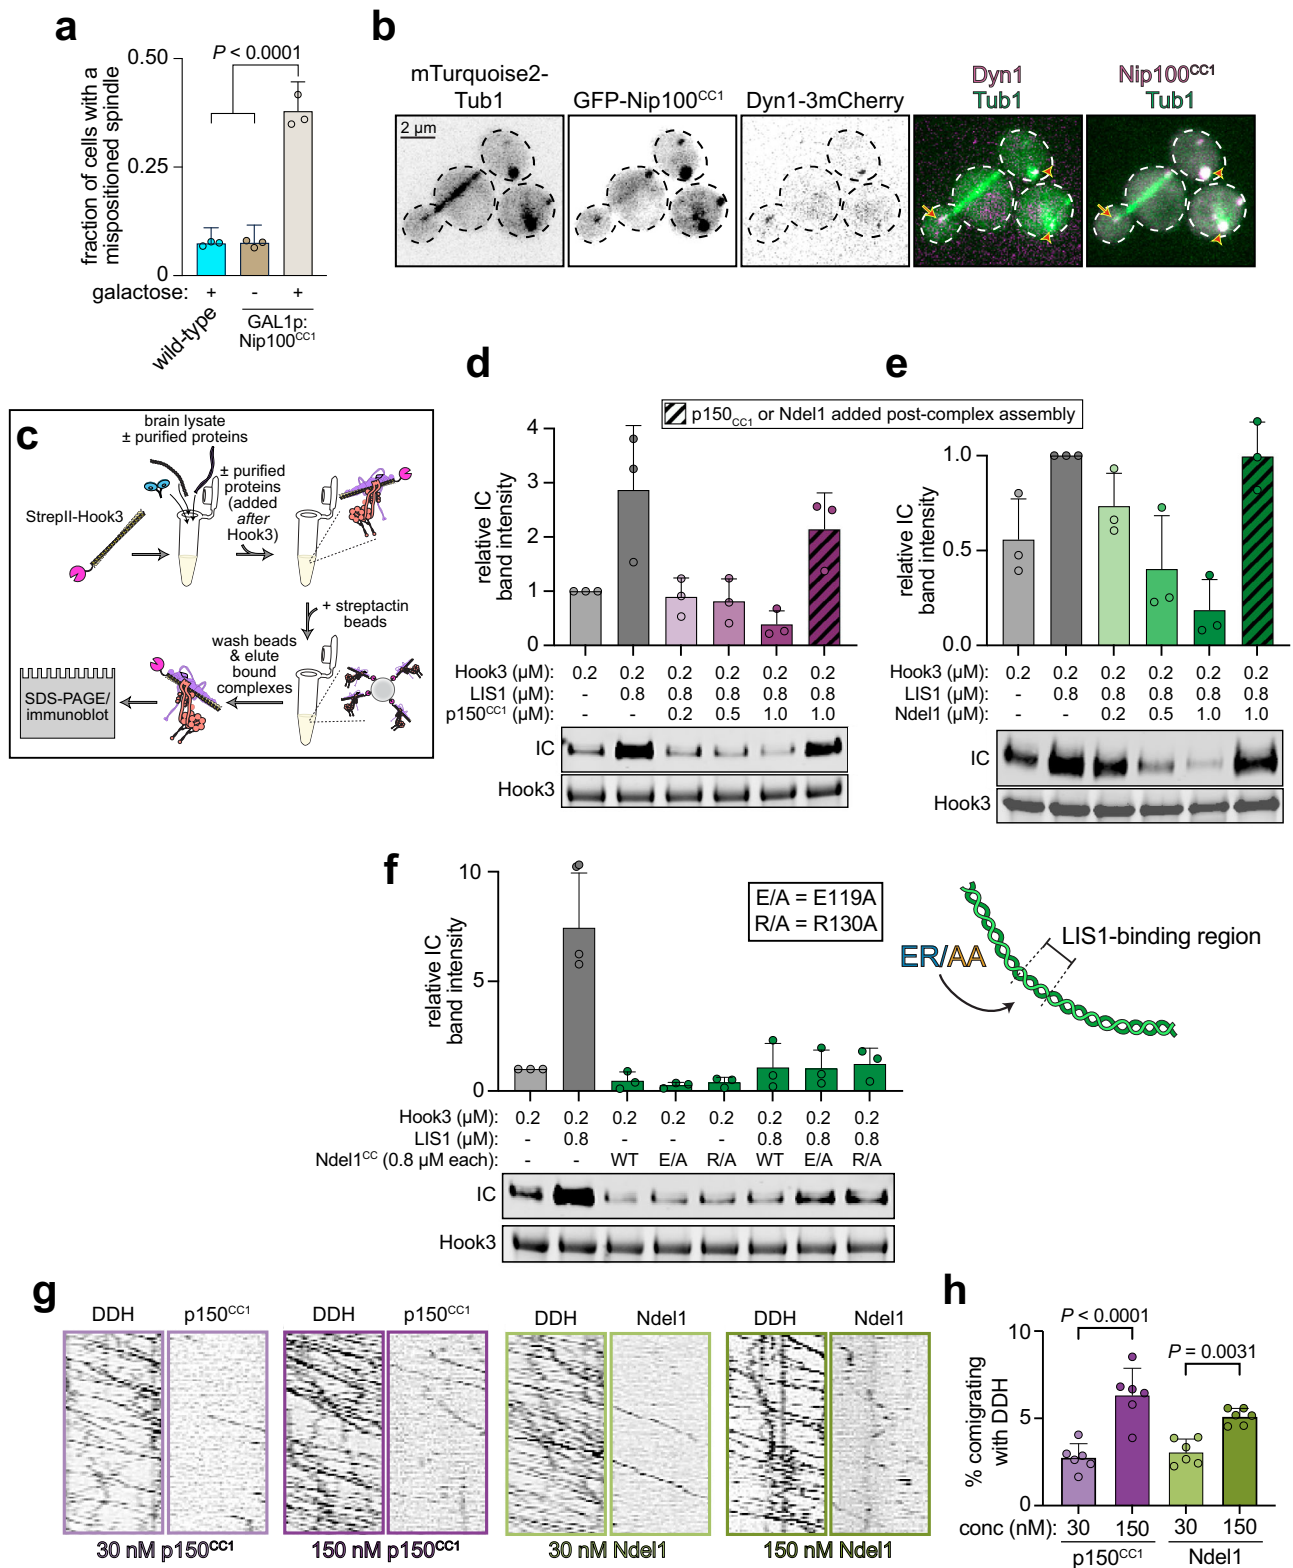 a
fraction of cells with a
mispositioned spindle
0.50
0.25
0
P < 0.0001
galactose: + - +
wild-type
GAL1p:
Nip100CC1
b
mTurquoise2-
Tub1
GFP-Nip100CC1
Dyn1-3mCherry
Dyn1
Tub1
Nip100CC1
Tub1
2 µm
c
brain lysate
± purified proteins
± purified
proteins
(added
after
Hook3)
StrepII-Hook3
+ streptactin
beads
wash beads
& elute
bound
complexes
SDS-PAGE/
immunoblot
d
p150CC1 or Ndel1 added post-complex assembly
relative IC
band intensity
4
3
2
1
0
Hook3 (µM): 0.2 0.2 0.2 0.2 0.2 0.2
LIS1 (µM): - 0.8 0.8 0.8 0.8 0.8
p150CC1 (µM): - - 0.2 0.5 1.0 1.0
IC
Hook3
e
relative IC
band intensity
1.0
0.5
0.0
Hook3 (µM): 0.2 0.2 0.2 0.2 0.2 0.2
LIS1 (µM): - 0.8 0.8 0.8 0.8 0.8
Ndel1 (µM): - - 0.2 0.5 1.0 1.0
IC
Hook3
f
relative IC
band intensity
10
5
0
E/A = E119A
R/A = R130A
ER/AA
LIS1-binding region
Hook3 (µM): 0.2 0.2 0.2 0.2 0.2 0.2 0.2 0.2
LIS1 (µM): - 0.8 - - - 0.8 0.8 0.8
Ndel1CC (0.8 µM each): - - WT E/A R/A WT E/A R/A
IC
Hook3
g
DDH p150CC1 DDH p150CC1 DDH Ndel1 DDH Ndel1
30 nM p150CC1 150 nM p150CC1 30 nM Ndel1 150 nM Ndel1
h
% comigrating
with DDH
10
5
0
P < 0.0001
P = 0.0031
conc (nM): 30 150 30 150
p150CC1 Ndel1